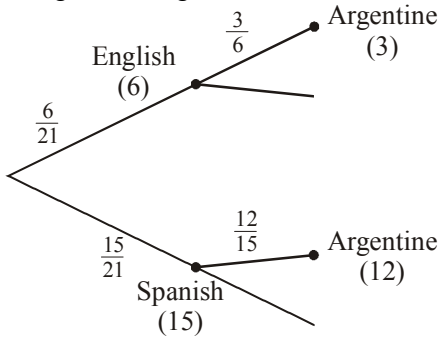 3/6
Argentine
(3)
English
(6)
6/21
15/21
12/15
Argentine
(12)
Spanish
(15)